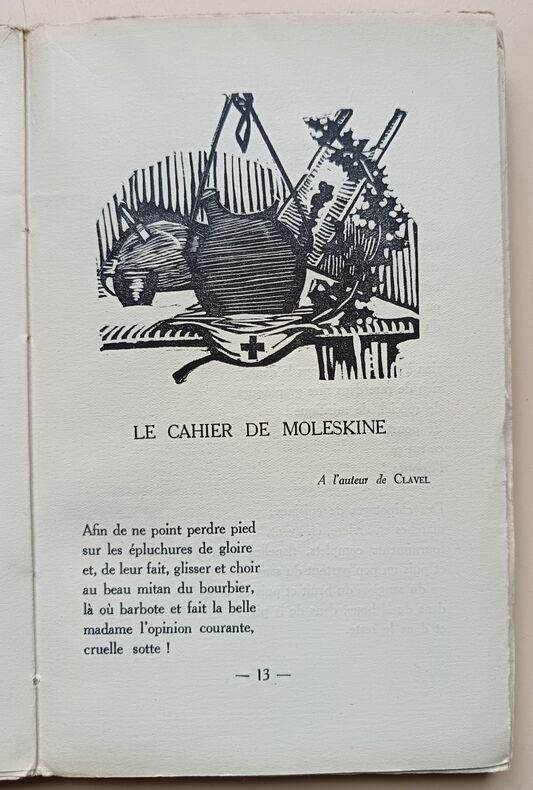 LE CAHIER DE MOLESKINE
A l'auteur de CLAVEL
Afin de ne point perdre pied
sur les épluchures de gloire
et, de leur fait, glisser et choir
au beau mitan du bourbier,
là où barbote et fait la belle
madame l'opinion courante,
cruelle sotte !
— 13 —